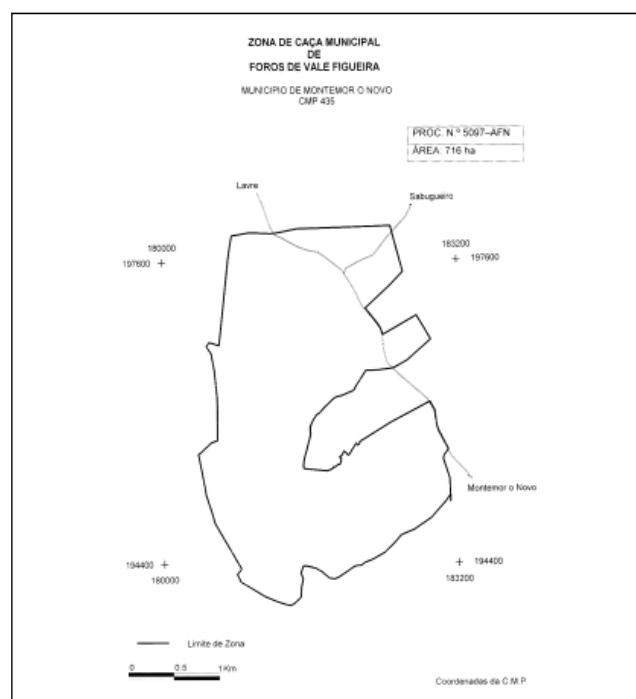 ZONA DE CAÇA MUNICIPAL
DE
FOROS DE VALE FIGUEIRA
MUNICIPIO DE MONTEMOR O NOVO
CMP 435
PROC. N º 5097–AFN
ÁREA: 716 ha
Lavre
Sabugueiro
180000
197600
183200
197600
Montemor o Novo
194400
180000
194400
183200
Limite de Zona
0 0.5 1Km
Coordenadas da C.M.P